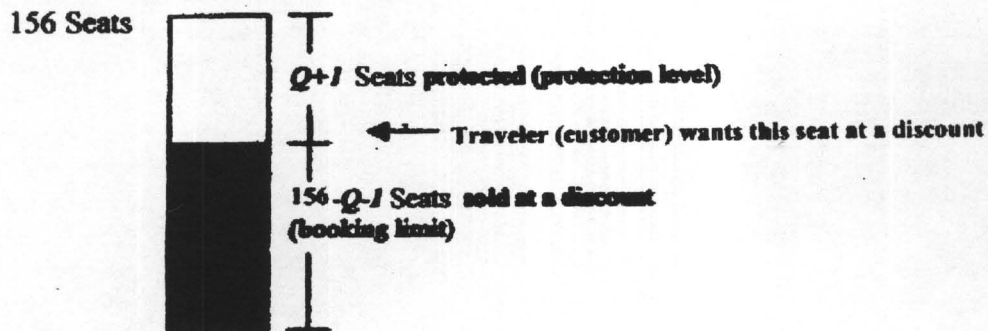 156 Seats
Q+1 Seats protected (protection level)
Traveler (customer) wants this seat at a discount
156-Q-1 Seats sold at a discount
(booking limit)